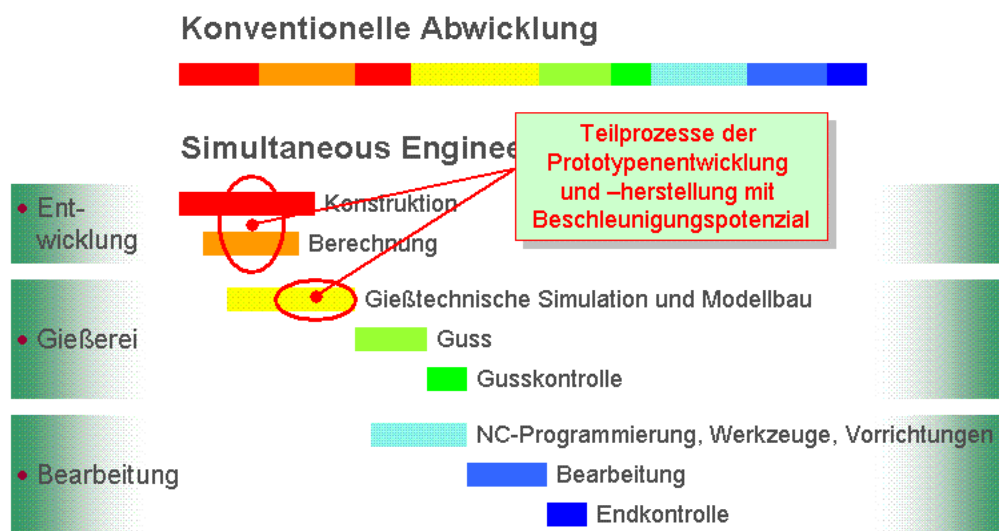 Konventionelle Abwicklung
Simultaneous Enginee
Teilprozesse der
Prototypenentwicklung
und –herstellung mit
Beschleunigungspotenzial
• Ent-
wicklung
Konstruktion
Berechnung
Gießtechnische Simulation und Modellbau
• Gießerei
Guss
Gusskontrolle
NC-Programmierung, Werkzeuge, Vorrichtungen
• Bearbeitung
Bearbeitung
Endkontrolle